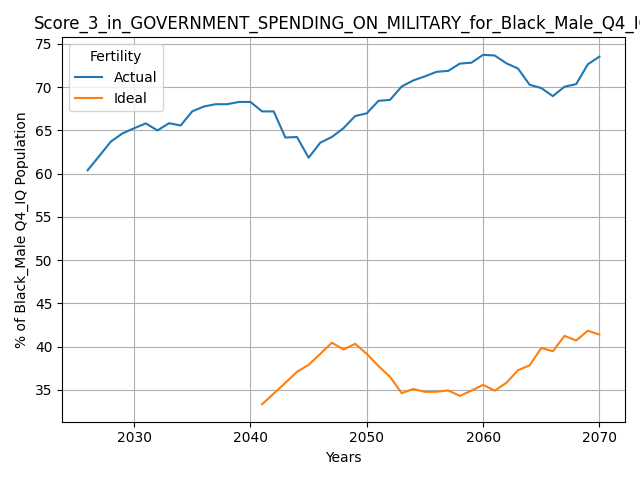 Score_3_in_GOVERNMENT_SPENDING_ON_MILITARY_for_Black_Male_Q4_IQ
Fertility
Actual
Ideal
75
70
65
60
55
50
45
40
35
% of Black_Male Q4_IQ Population
2030 2040 2050 2060 2070
Years